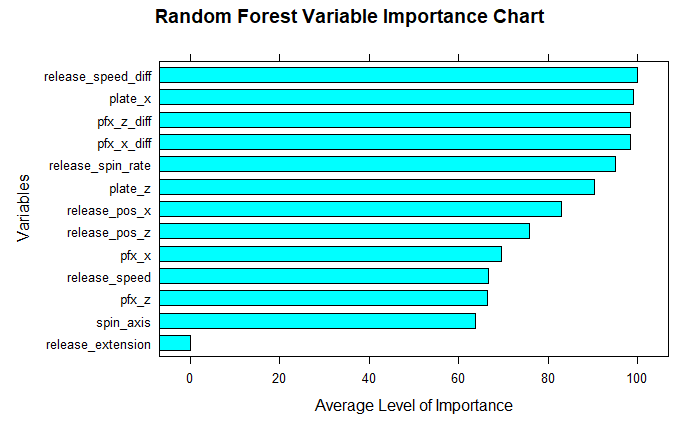 Random Forest Variable Importance Chart
release_speed_diff
plate_x
pfx_z_diff
pfx_x_diff
release_spin_rate
plate_z
release_pos_x
release_pos_z
pfx_x
release_speed
pfx_z
spin_axis
release_extension
Variables
0 20 40 60 80 100
Average Level of Importance